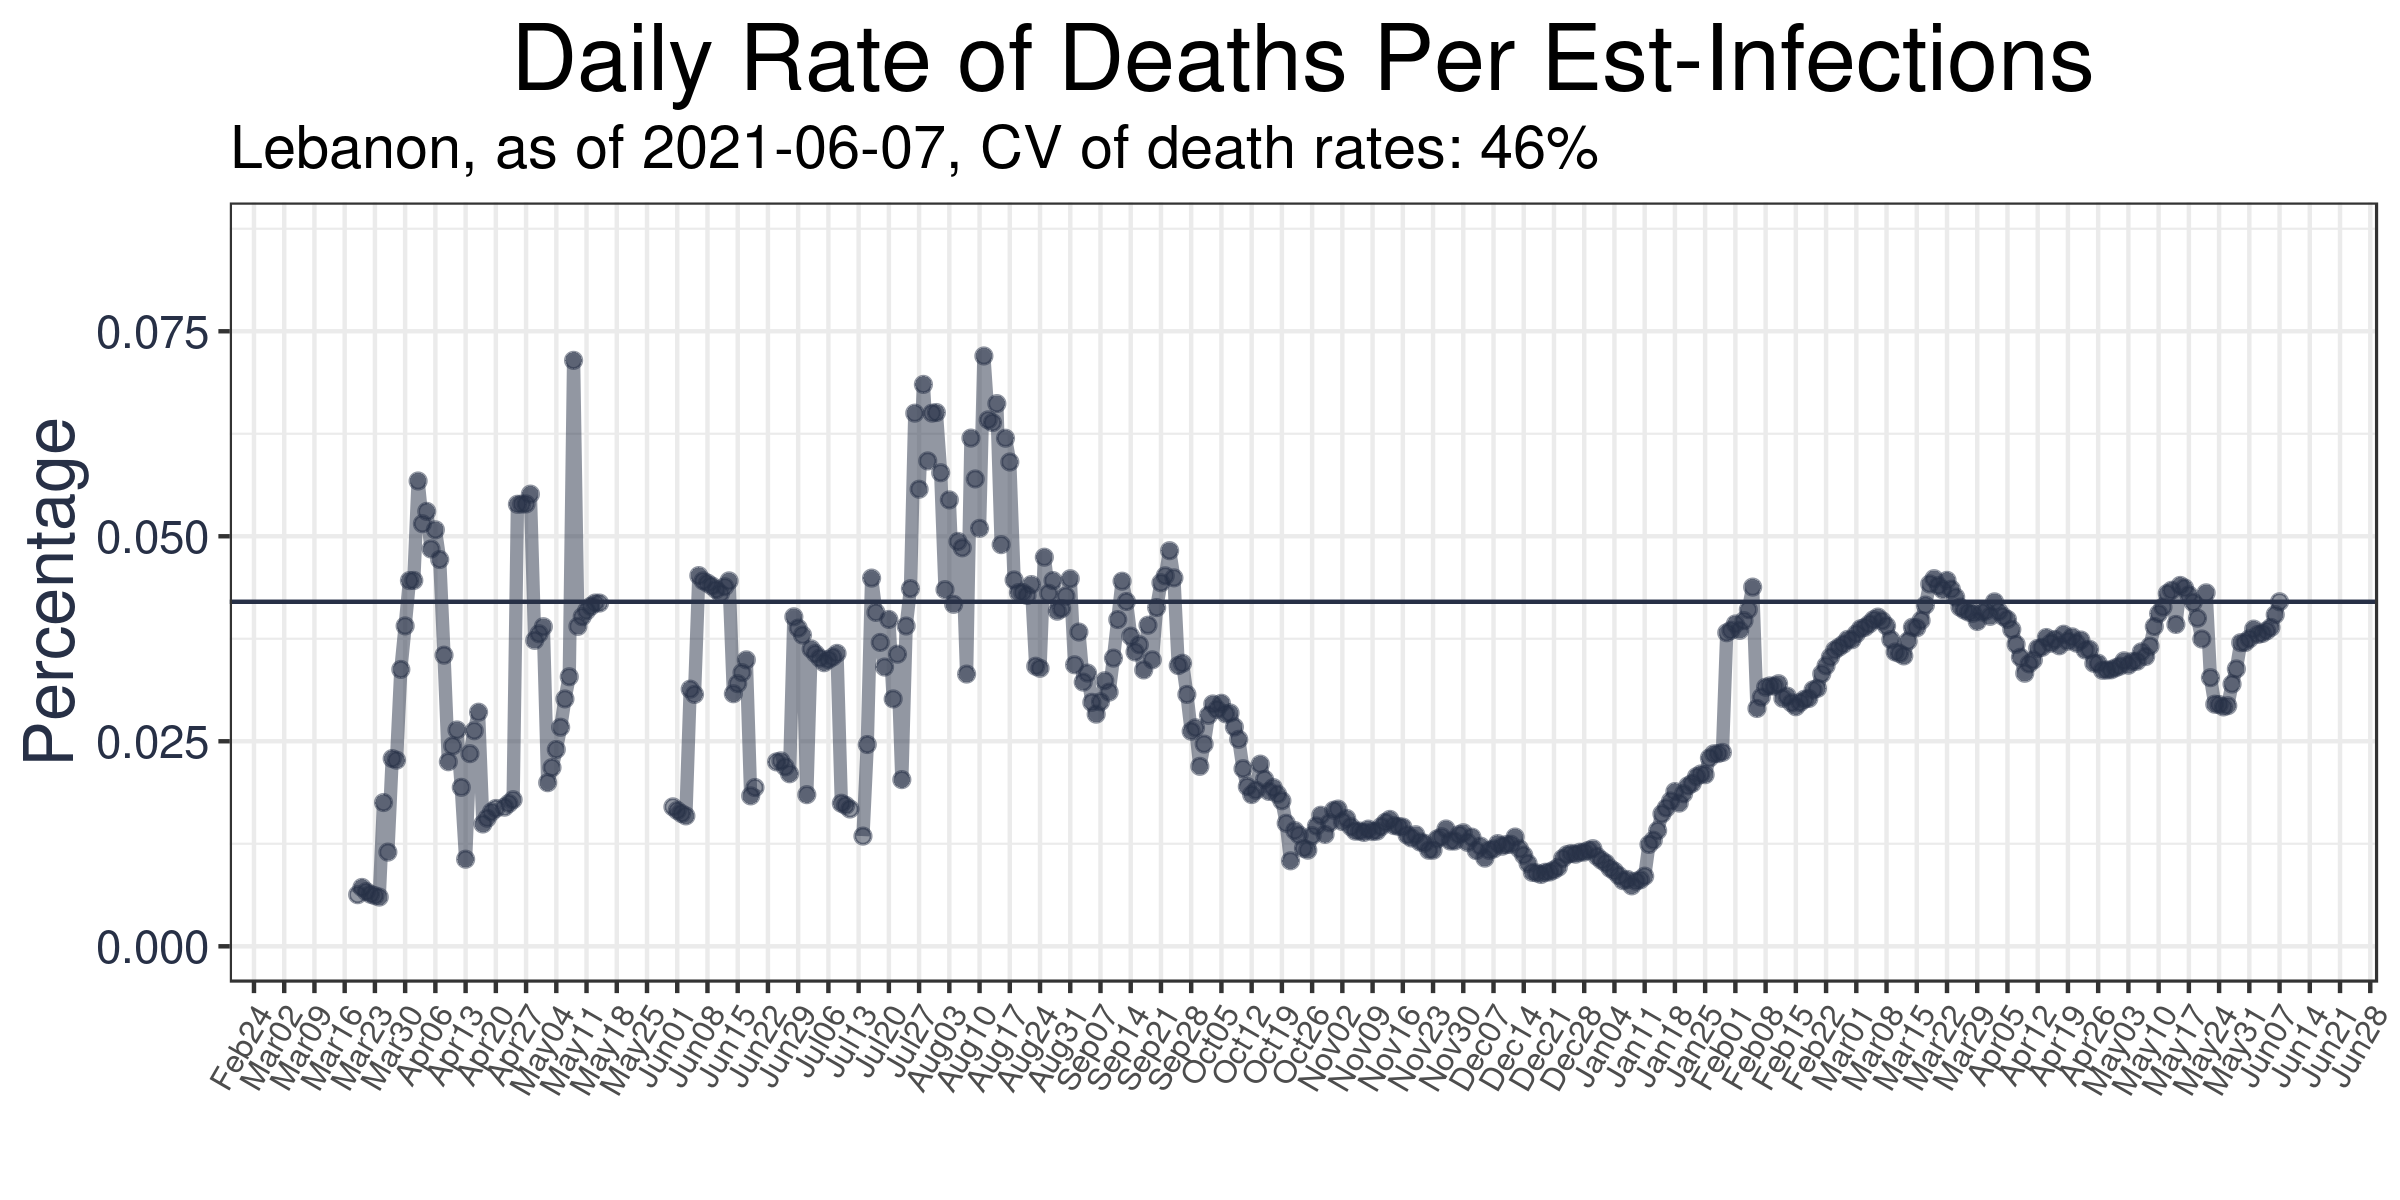 Daily Rate of Deaths Per Est-Infections
Lebanon, as of 2021-06-07, CV of death rates: 46%
Percentage
0.075
0.050
0.025
0.000
Feb24
Mar02
Mar09
Mar16
Mar23
Mar30
Apr06
Apr13
Apr20
Apr27
May04
May11
May18
May25
Jun01
Jun08
Jun15
Jun22
Jun29
Jul06
Jul13
Jul20
Jul27
Aug03
Aug10
Aug17
Aug24
Aug31
Sep07
Sep14
Sep21
Sep28
Oct05
Oct12
Oct19
Oct26
Nov02
Nov09
Nov16
Nov23
Nov30
Dec07
Dec14
Dec21
Dec28
Jan04
Jan11
Jan18
Jan25
Feb01
Feb08
Feb15
Feb22
Mar01
Mar08
Mar15
Mar22
Mar29
Apr05
Apr12
Apr19
Apr26
May03
May10
May17
May24
May31
May07
Jun07
Jun14
Jun21
Jun28